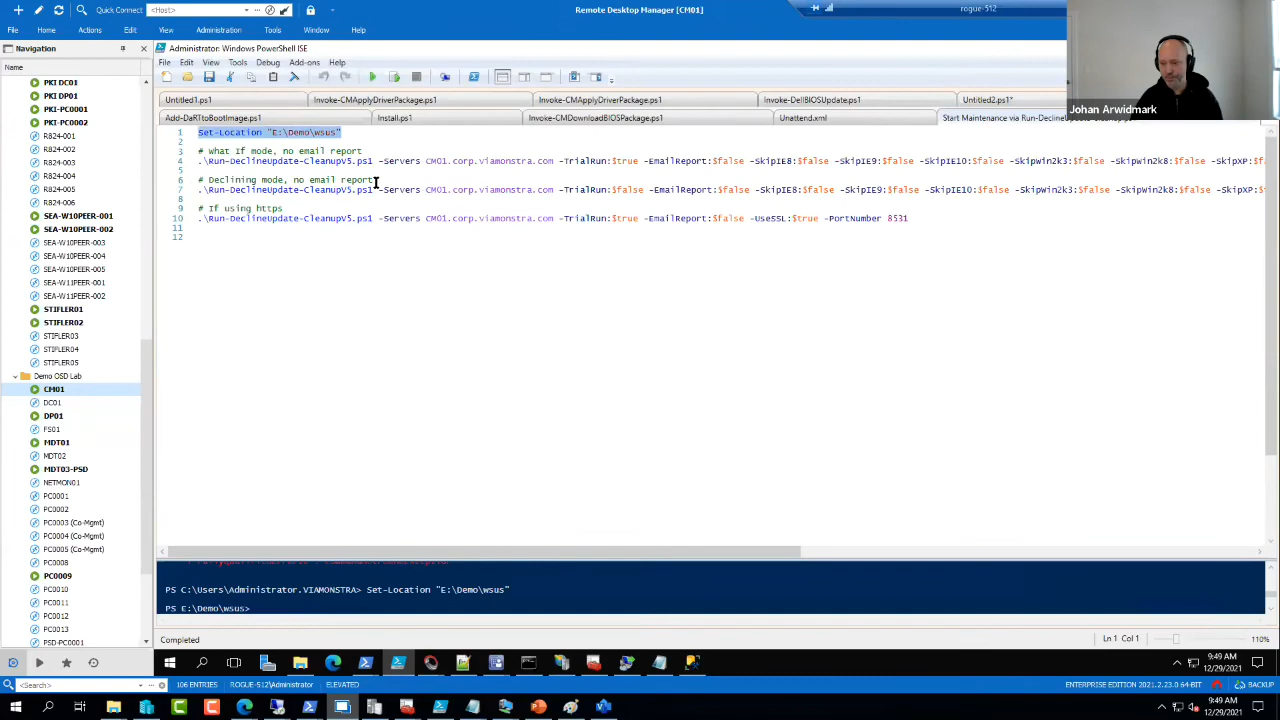 Quick Connect <Host>
Remote Desktop Manager [CM01]
rogue-512
File Home Actions Edit View Administration Tools Window Help
Navigation
Name
PKI DC01
PKI DP01
PKI-PC0001
PKI-PC0002
R824-001
R824-002
R824-003
R824-004
R824-005
R824-006
SEA-W10PEER-001
SEA-W10PEER-002
SEA-W10PEER-003
SEA-W10PEER-004
SEA-W10PEER-005
SEA-W11PEER-001
SEA-W11PEER-002
STIFLER01
STIFLER02
STIFLER03
STIFLER04
STIFLER05
Demo OSD Lab
CM01
DC01
DP01
FS01
MDT01
MDT02
MDT03-PSD
NETMON01
PC0001
PC0002
PC0003 (Co-Mgmt)
PC0004 (Co-Mgmt)
PC0005 (Co-Mgmt)
PC0008
PC0009
PC0010
PC0011
PC0012
PC0013
PSD-PC0001
Administrator: Windows PowerShell ISE
File Edit View Tools Debug Add-ons Help
Untitled1.ps1 Invoke-CMApplyDriverPackage.ps1 Invoke-CMApplyDriverPackage.ps1 Invoke-DellBIOSUpdate.ps1 Untitled2.ps1*
Add-DaRTtoBootImage.ps1 Install.ps1 Invoke-CMDownloadBIOSPackage.ps1 Unattend.xml Start Maintenance via Run-DeclineUpdate
Johan Arwidmark
1 Set-Location "E:\Demo\wsus"
2
3 # what If mode, no email report
4 .\Run-DeclineUpdate-CleanupV5.ps1 -Servers CM01.corp.viamonstra.com -TrialRun:$true -EmailReport:$false -SkipIE8:$false -SkipIE9:$false -SkipIE10:$false -SkipWin2k3:$false -SkipWin2k8:$false -SkipXP:$f
5
6 # Declining mode, no email report
7 .\Run-DeclineUpdate-CleanupV5.ps1 -Servers CM01.corp.viamonstra.com -TrialRun:$false -EmailReport:$false -SkipIE8:$false -SkipIE9:$false -SkipIE10:$false -SkipWin2k3:$false -SkipWin2k8:$false -SkipXP:$
8
9 # If using https
10 .\Run-DeclineUpdate-CleanupV5.ps1 -Servers CM01.corp.viamonstra.com -TrialRun:$true -EmailReport:$false -UseSSL:$true -PortNumber 8531
11
12
PS C:\Users\Administrator.VIAMONSTRA> Set-Location "E:\Demo\wsus"
PS E:\Demo\wsus>
Completed
Ln 1 Col 1
110%
9:49 AM
12/29/2021
<Search>
106 ENTRIES
ROGUE-512\Administrator
ELEVATED
ENTERPRISE EDITION 2021.2.23.0 64-BIT
BACKUP
9:49 AM
12/29/2021